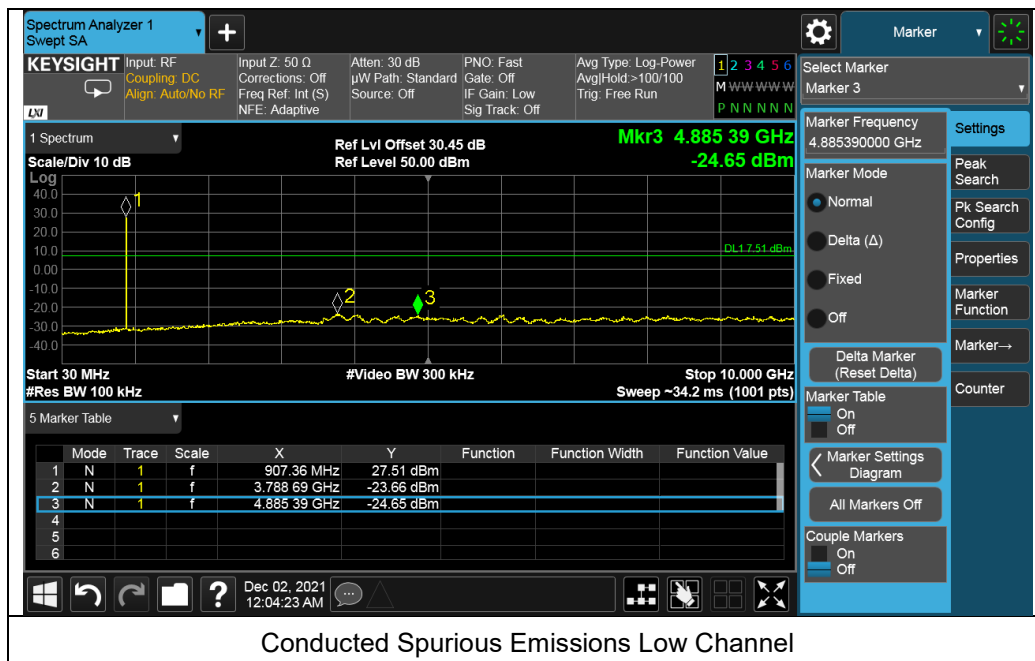 Spectrum Analyzer 1
Swept SA
+
Marker
KEYSIGHT
LXI
Input: RF
Coupling: DC
Align: Auto/No RF
Input Z: 50 Ω
Corrections: Off
Freq Ref: Int (S)
NFE: Adaptive
Atten: 30 dB
µW Path: Standard
Source: Off
PNO: Fast
Gate: Off
IF Gain: Low
Sig Track: Off
Avg Type: Log-Power
Avg|Hold:>100/100
Trig: Free Run
1 2 3 4 5 6
M W W W W W
P N N N N N
Select Marker
Marker 3
1 Spectrum
Scale/Div 10 dB
Ref Lvl Offset 30.45 dB
Ref Level 50.00 dBm
Mkr3 4.885 39 GHz
-24.65 dBm
Log
40.0
30.0
20.0
10.0
0.00
-10.0
-20.0
-30.0
-40.0
1
2
3
DL1 7.51 dBm
Start 30 MHz
#Video BW 300 kHz
Stop 10.000 GHz
#Res BW 100 kHz
Sweep ~34.2 ms (1001 pts)
5 Marker Table
Mode Trace Scale X Y Function Function Width Function Value
1 N 1 f 907.36 MHz 27.51 dBm
2 N 1 f 3.788 69 GHz -23.66 dBm
3 N 1 f 4.885 39 GHz -24.65 dBm
4
5
6
Marker Frequency
4.885390000 GHz
Marker Mode
Normal
Delta (Δ)
Fixed
Off
Delta Marker
(Reset Delta)
Marker Table
On
Off
Marker Settings
Diagram
All Markers Off
Couple Markers
On
Off
Settings
Peak
Search
Pk Search
Config
Properties
Marker
Function
Marker→
Counter
?
Dec 02, 2021
12:04:23 AM
Conducted Spurious Emissions Low Channel